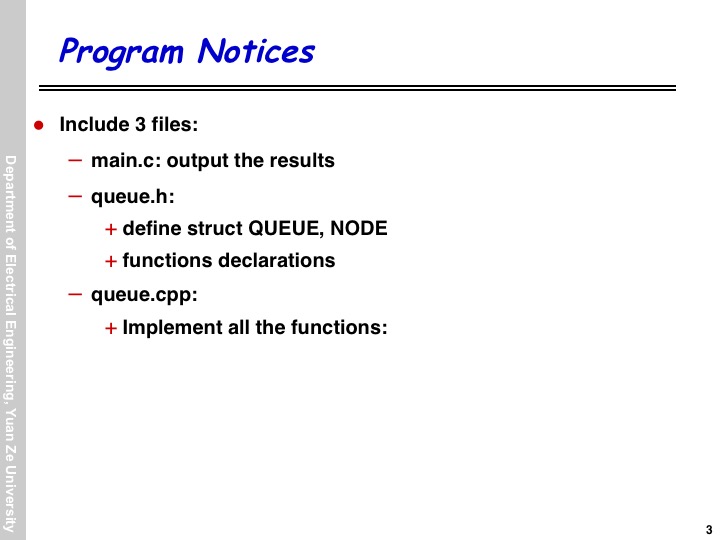 Program Notices
● Include 3 files:
– main.c: output the results
– queue.h:
+ define struct QUEUE, NODE
+ functions declarations
– queue.cpp:
+ Implement all the functions:
Department of Electrical Engineering, Yuan Ze University
3